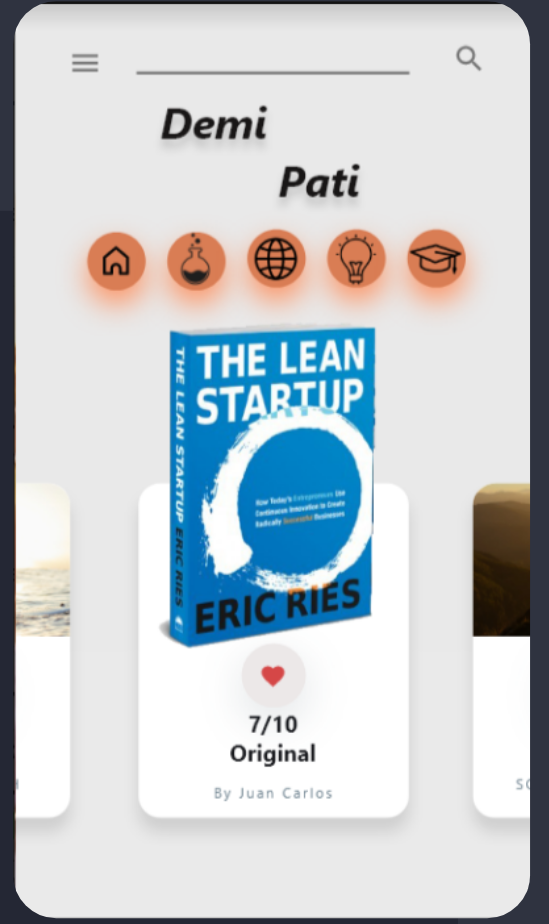 Demi
Pati
THE LEAN
STARTUP
THE LEAN STARTUP ERIC RIES
How Today's Entrepreneurs Use
Continuous Innovation to Create
Radically Successful Businesses
ERIC RIES
7/10
Original
By Juan Carlos